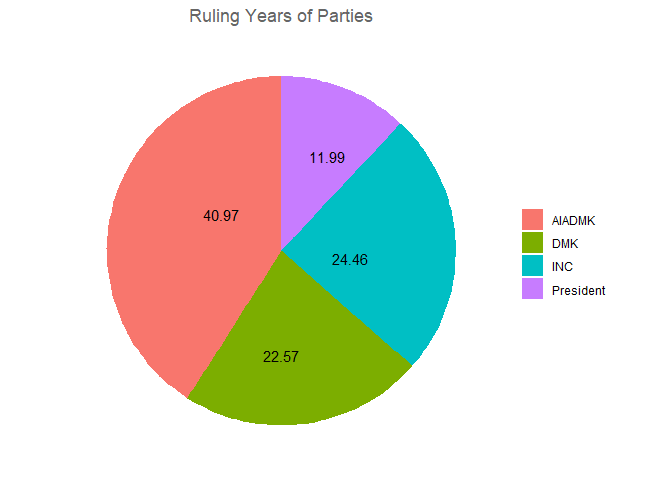 Ruling Years of Parties
11.99
40.97
24.46
22.57
AIADMK
DMK
INC
President